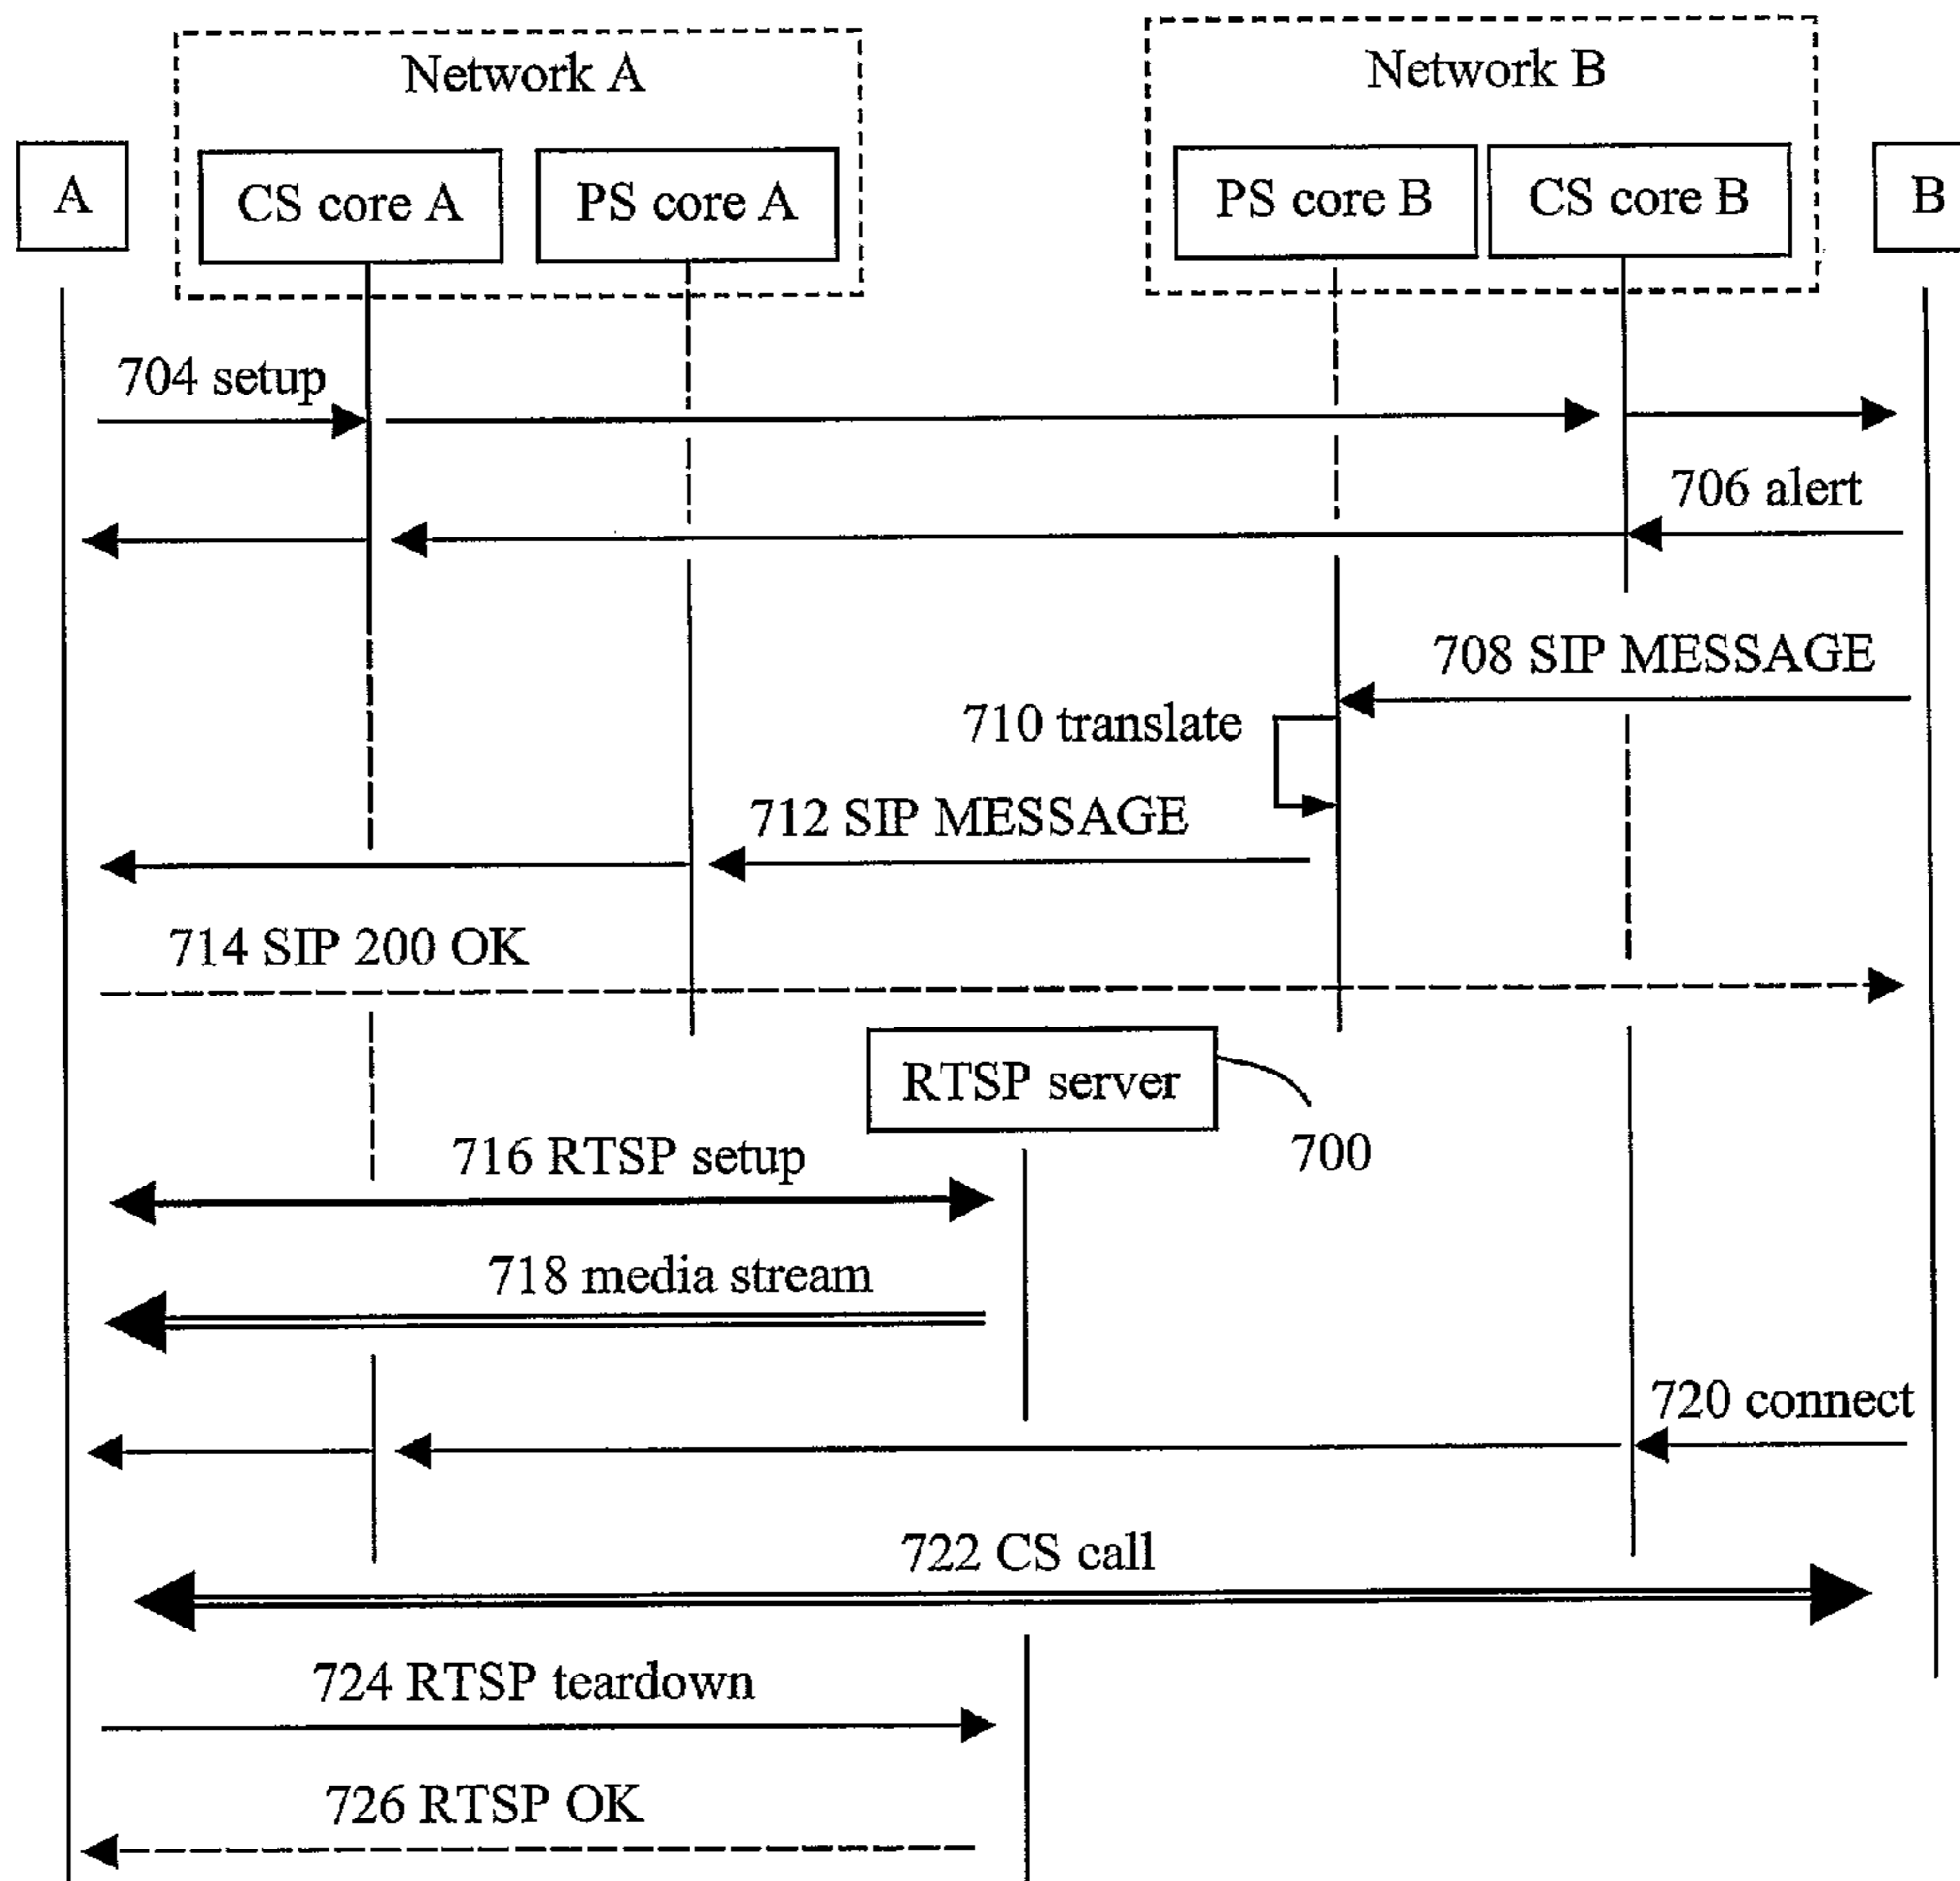 Network A
Network B
A
CS core A
PS core A
PS core B
CS core B
B
704 setup
706 alert
708 SIP MESSAGE
710 translate
712 SIP MESSAGE
714 SIP 200 OK
RTSP server
700
716 RTSP setup
718 media stream
720 connect
722 CS call
724 RTSP teardown
726 RTSP OK